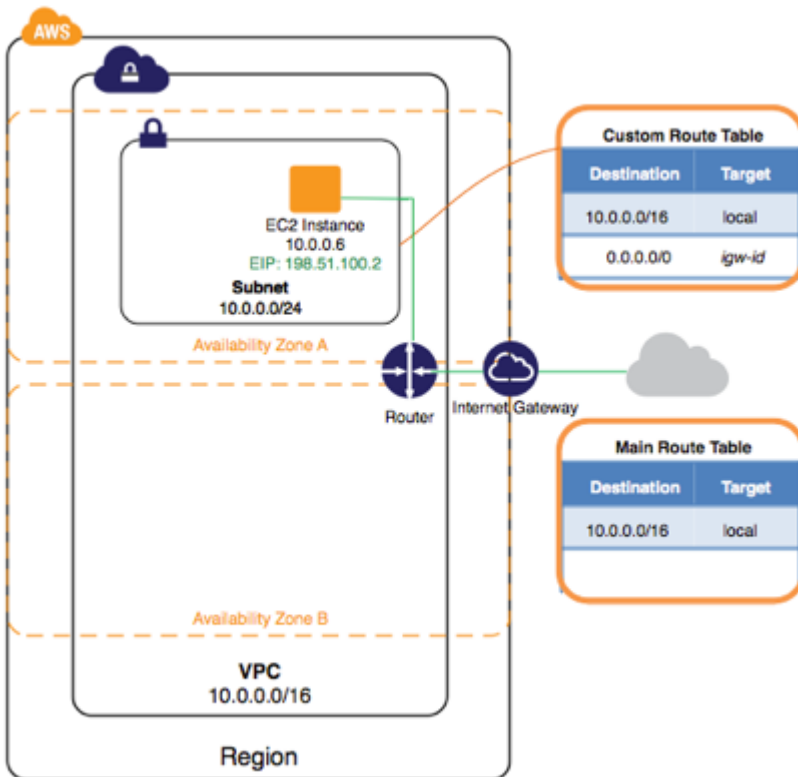 AWS
EC2 Instance
10.0.0.6
EIP: 198.51.100.2
Subnet
10.0.0.0/24
Availability Zone A
Router
Internet Gateway
Availability Zone B
VPC
10.0.0.0/16
Region
Custom Route Table
Destination Target
10.0.0.0/16 local
0.0.0.0/0 igw-id
Main Route Table
Destination Target
10.0.0.0/16 local